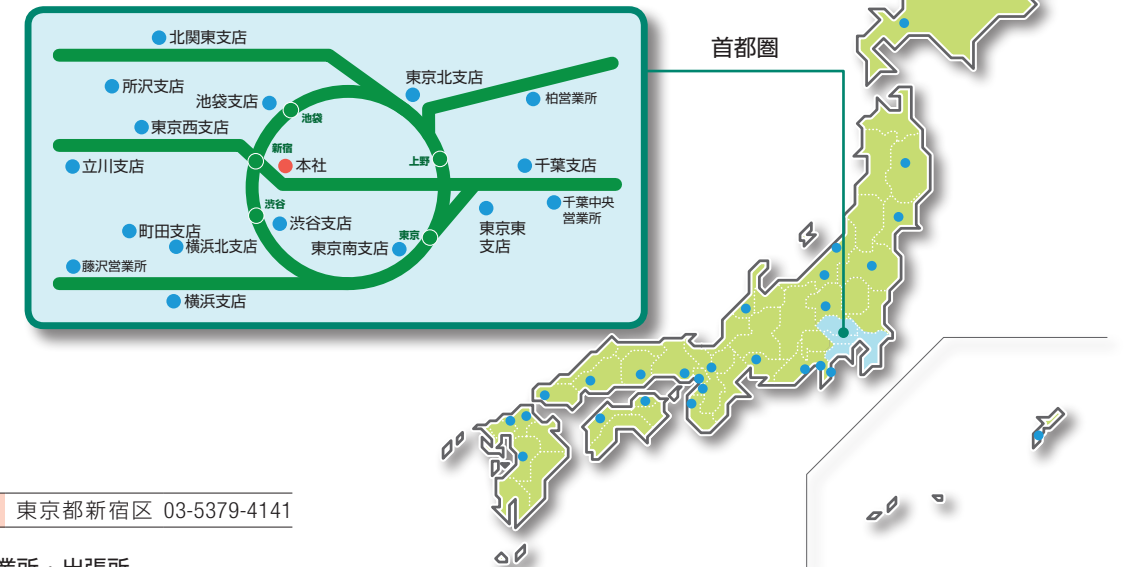 北関東支店
首都圏
所沢支店
池袋支店
東京北支店
柏営業所
池袋
東京西支店
新宿
本社
上野
立川支店
千葉支店
渋谷
千葉中央
営業所
町田支店
渋谷支店
東京
東京東
支店
横浜北支店
東京南支店
藤沢営業所
横浜支店
東京都新宿区 03-5379-4141
業所・出張所